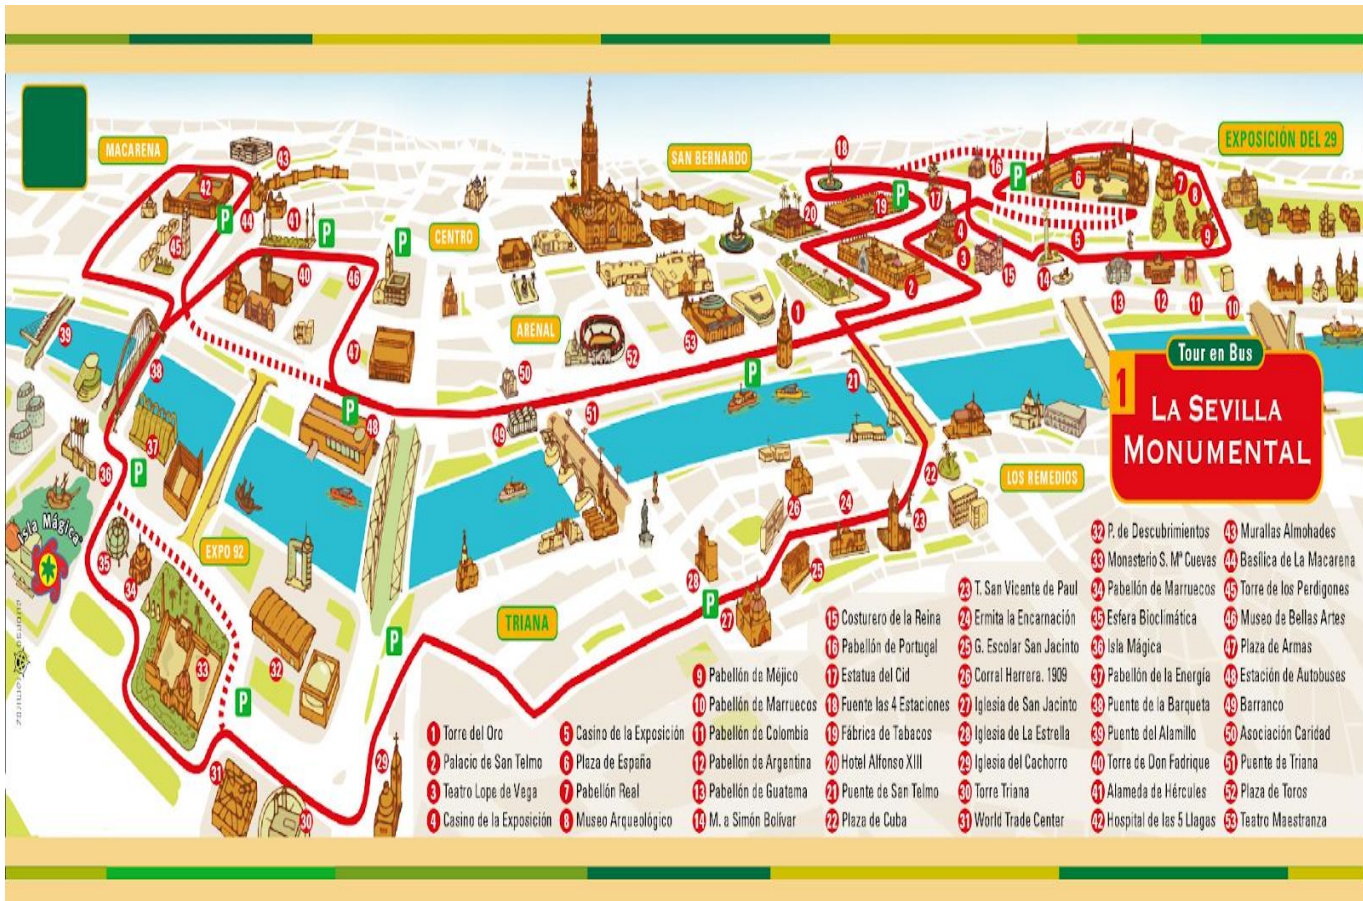 MACARENA
SAN BERNARDO
EXPOSICIÓN DEL 29
CENTRO
ARENAL
Tour en Bus
1
LA SEVILLA
MONUMENTAL
LOS REMEDIOS
EXPO 92
TRIANA
Isla Mágica
1 Torre del Oro
2 Palacio de San Telmo
3 Teatro Lope de Vega
4 Casino de la Exposición
5 Casino de la Exposición
6 Plaza de España
7 Pabellón Real
8 Museo Arqueológico
9 Pabellón de Méjico
10 Pabellón de Marruecos
11 Pabellón de Colombia
12 Pabellón de Argentina
13 Pabellón de Guatema
14 M. a Simón Bolívar
15 Costurero de la Reina
16 Pabellón de Portugal
17 Estatua del Cid
18 Fuente las 4 Estaciones
19 Fábrica de Tabacos
20 Hotel Alfonso XIII
21 Puente de San Telmo
22 Plaza de Cuba
23 T. San Vicente de Paul
24 Ermita la Encarnación
25 G. Escolar San Jacinto
26 Corral Herrera. 1909
27 Iglesia de San Jacinto
28 Iglesia de La Estrella
29 Iglesia del Cachorro
30 Torre Triana
31 World Trade Center
32 P. de Descubrimientos
33 Monasterio S. Mª Cuevas
34 Pabellón de Marruecos
35 Esfera Bioclimática
36 Isla Mágica
37 Pabellón de la Energía
38 Puente de la Barqueta
39 Puente del Alamillo
40 Torre de Don Fadrique
41 Alameda de Hércules
42 Hospital de las 5 Llagas
43 Murallas Almohades
44 Basílica de La Macarena
45 Torre de los Perdigones
46 Museo de Bellas Artes
47 Plaza de Armas
48 Estación de Autobuses
49 Barranco
50 Asociación Caridad
51 Puente de Triana
52 Plaza de Toros
53 Teatro Maestranza